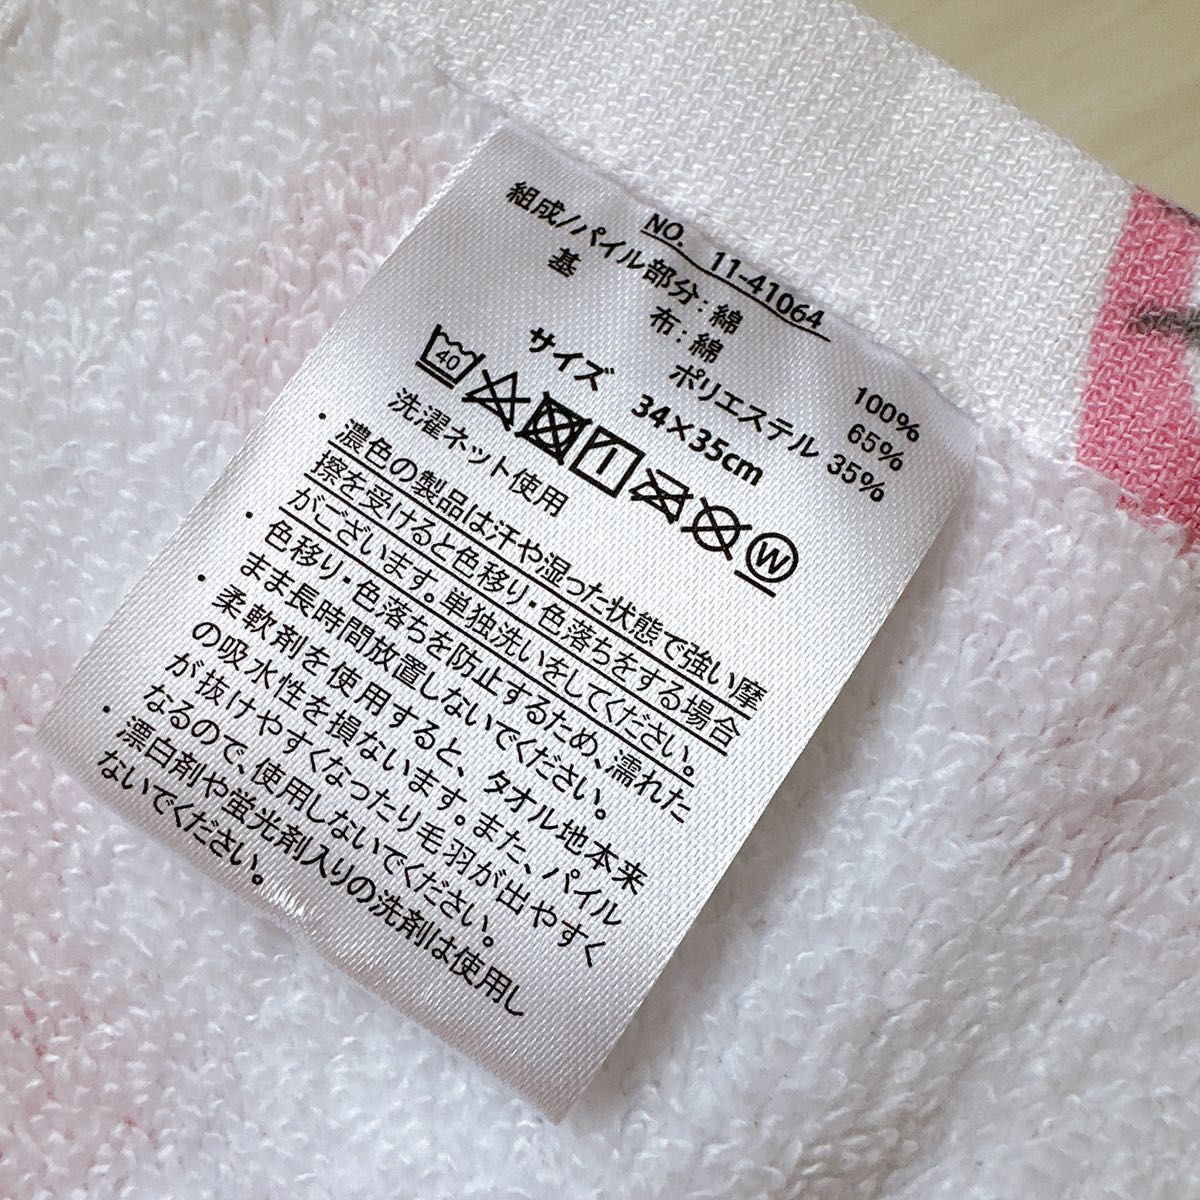 NO. 11-41064
組成/パイル部分:綿 100%
基 布:綿 65%
ポリエステル 35%
サイズ 34×35cm
40 W
洗濯ネット使用
・濃色の製品は汗や湿った状態で強い摩
擦を受けると色移り・色落ちをする場合
がございます。単独洗いをしてください。
・色移り・色落ちを防止するため、濡れた
まま長時間放置しないでください。
・柔軟剤を使用すると、タオル地本来
の吸水性を損ないます。また、パイル
が抜けやすくなったり毛羽が出やすく
なるので、使用しないでください。
・漂白剤や蛍光剤入りの洗剤は使用し
ないでください。